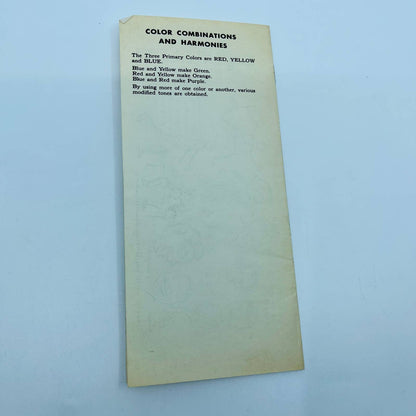 COLOR COMBINATIONS
AND HARMONIES
The Three Primary Colors are RED, YELLOW
and BLUE.
Blue and Yellow make Green.
Red and Yellow make Orange.
Blue and Red make Purple.
By using more of one color or another, various
modified tones are obtained.